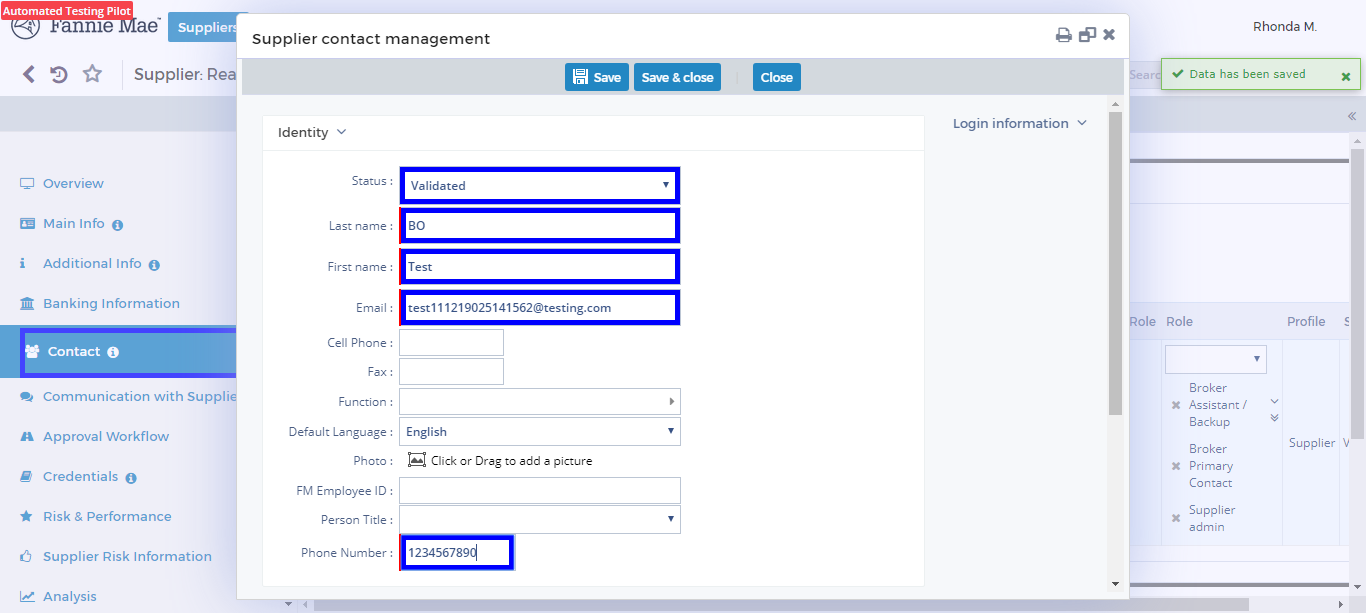 Automated Testing Pilot
Fannie Mae
Suppliers
Supplier contact management
Rhonda M.
Supplier: Rea
Save
Save & close
Close
Data has been saved
Identity
Login information
Overview
Main Info
Additional Info
Banking Information
Contact
Communication with Supplie
Approval Workflow
Credentials
Risk & Performance
Supplier Risk Information
Analysis
Status :
Validated
Last name :
BO
First name :
Test
Email :
test111219025141562@testing.com
Cell Phone :
Fax :
Function :
Default Language :
English
Photo :
Click or Drag to add a picture
FM Employee ID :
Person Title :
Phone Number :
1234567890
Role
Role
Profile
Broker
Assistant /
Backup
Broker
Primary
Contact
Supplier
admin
Supplier